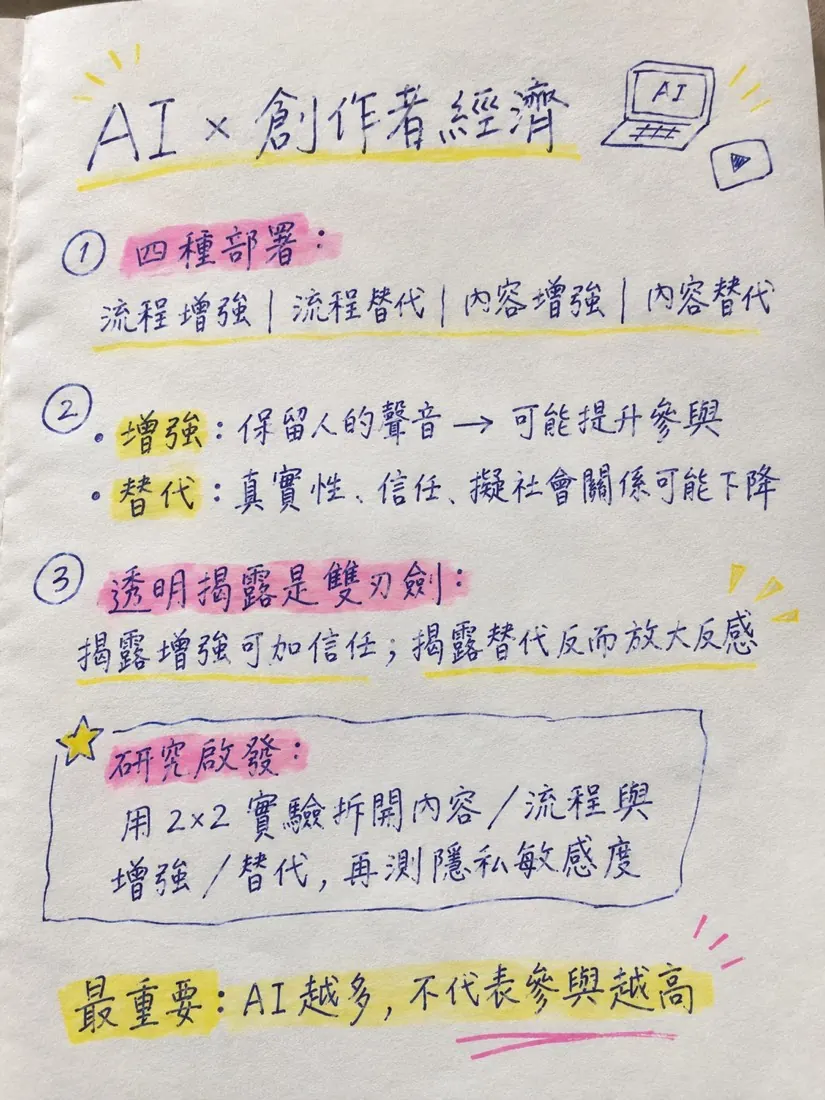 AI × 創作者經濟
AI
① 四種部署：
流程增強 | 流程替代 | 內容增強 | 內容替代
②
• 增強：保留人的聲音 → 可能提升參與
• 替代：真實性、信任、擬社會關係可能下降
③ 透明揭露是雙刃劍：
揭露增強可加信任；揭露替代反而放大反感
研究啟發：
用 2×2 實驗拆開內容/流程與
增強/替代，再測隱私敏感度
最重要：AI 越多，不代表參與越高